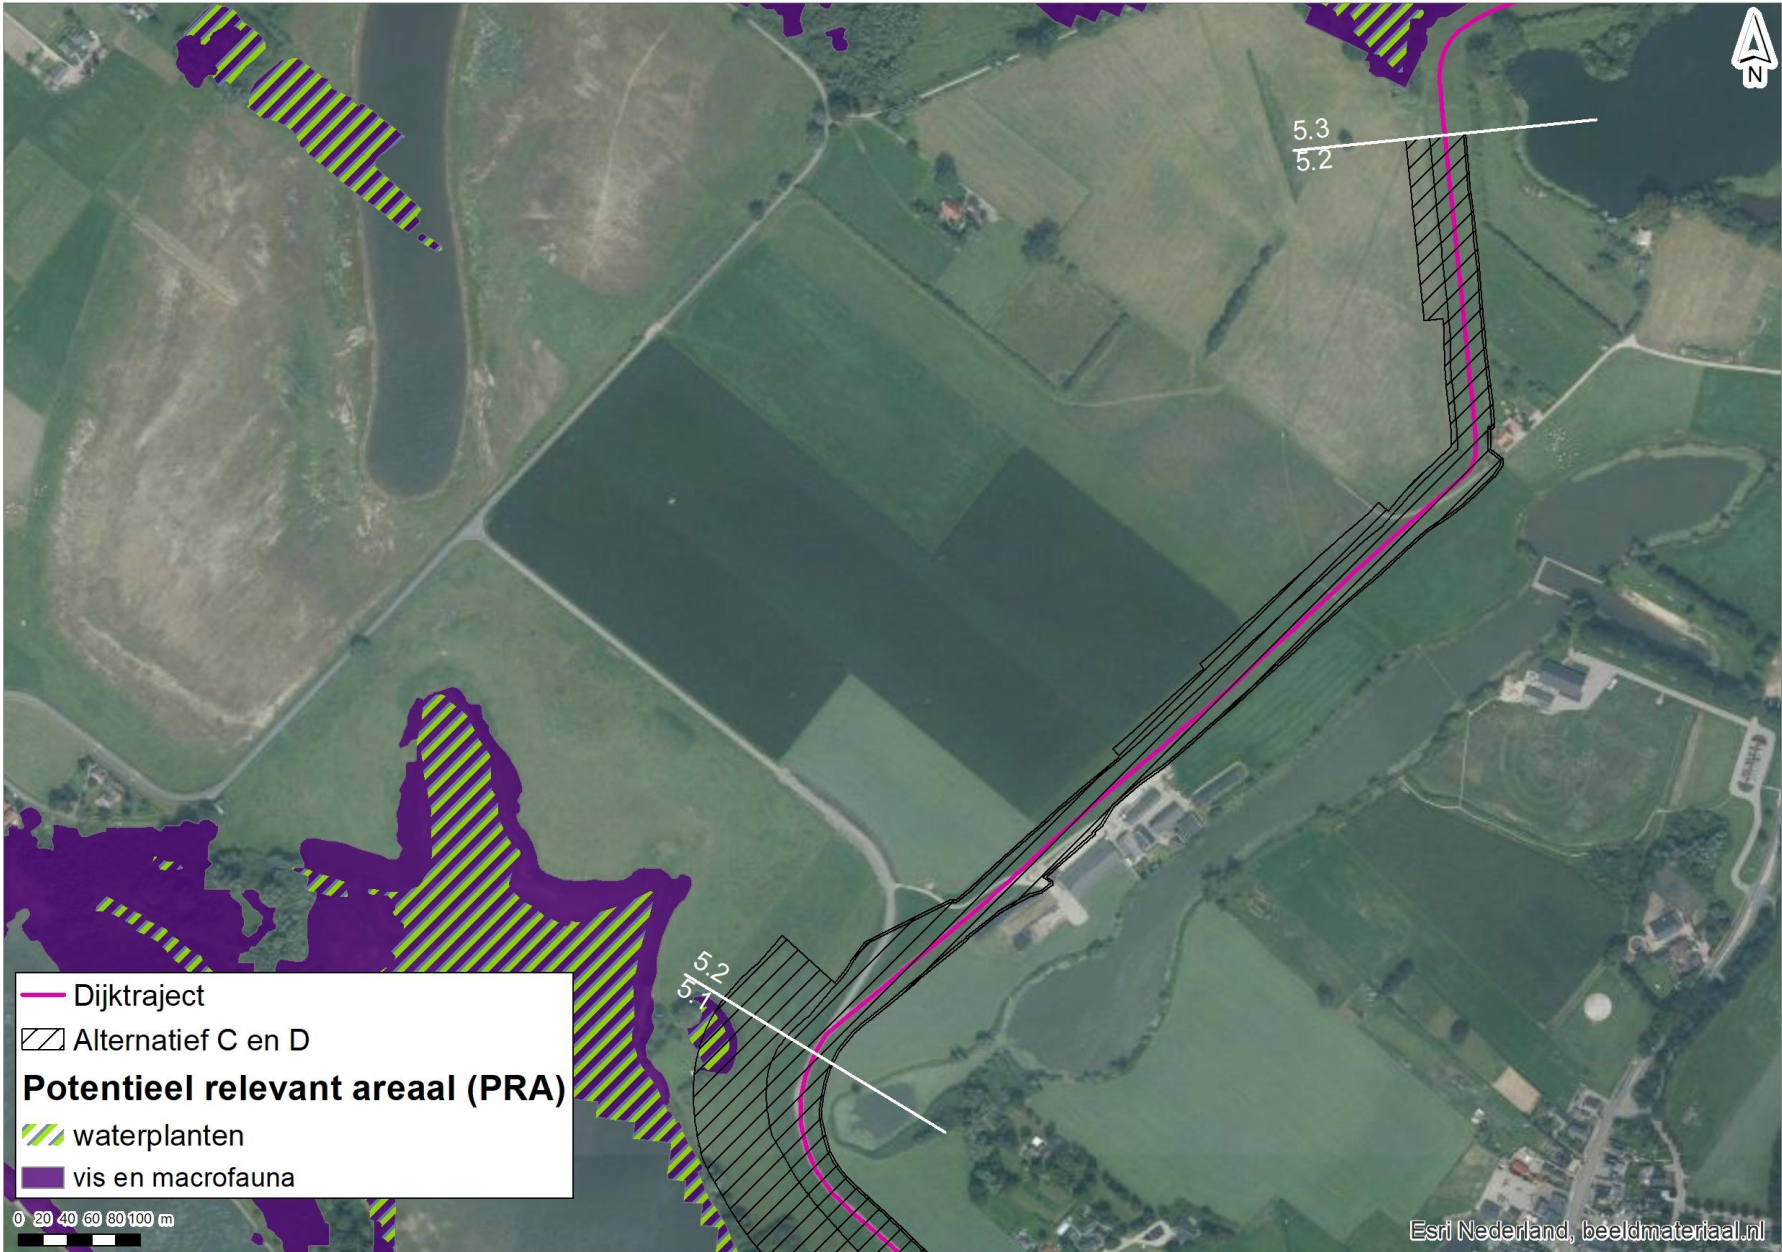 N
5.3
5.2
5.2
5.1
Dijktraject
Alternatief C en D
Potentieel relevant areaal (PRA)
waterplanten
vis en macrofauna
0 20 40 60 80 100 m
Esri Nederland, beeldmateriaal.nl